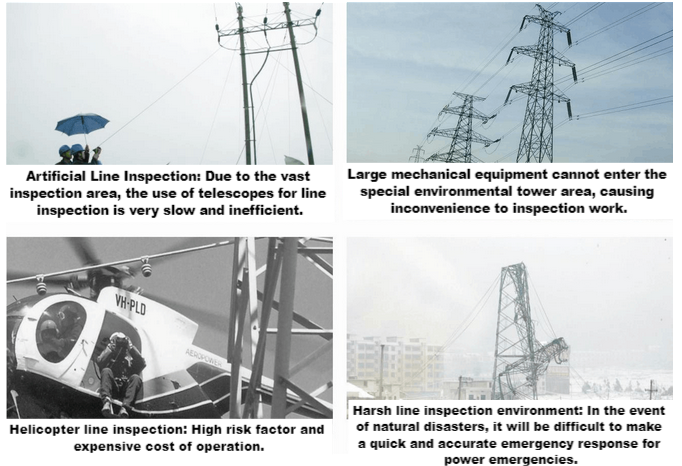 Artificial Line Inspection: Due to the vast
inspection area, the use of telescopes for line
inspection is very slow and inefficient.
Large mechanical equipment cannot enter the
special environmental tower area, causing
inconvenience to inspection work.
VH-PLD
AEROPOWER
Helicopter line inspection: High risk factor and
expensive cost of operation.
Harsh line inspection environment: In the event
of natural disasters, it will be difficult to make
a quick and accurate emergency response for
power emergencies.